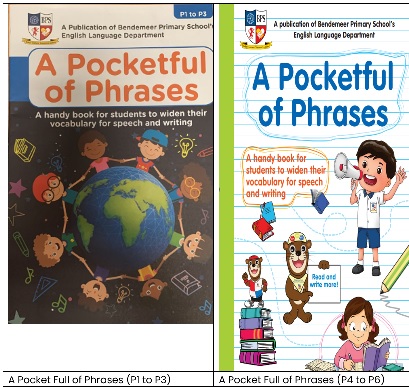 P1 to P3
BPS
A Publication of Bendemeer Primary School's
English Language Department
A Pocketful
of Phrases
A handy book for students to widen their
vocabulary for speech and writing
A Pocket Full of Phrases (P1 to P3)
BPS
A publication of Bendemeer Primary School's
English Language Department
A Pocketful
of Phrases
A handy book for
students to widen their
vocabulary for speech
and writing
Read and
write more!
A Pocket Full of Phrases (P4 to P6)